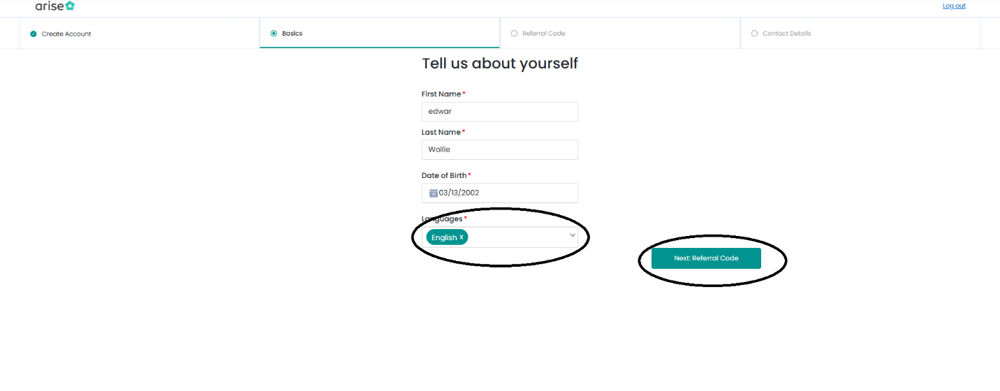 arise
Log out
Create Account
Basics
Referral Code
Contact Details
Tell us about yourself
First Name*
edwar
Last Name*
Wollie
Date of Birth*
03/13/2002
Languages*
English x
Next: Referral Code